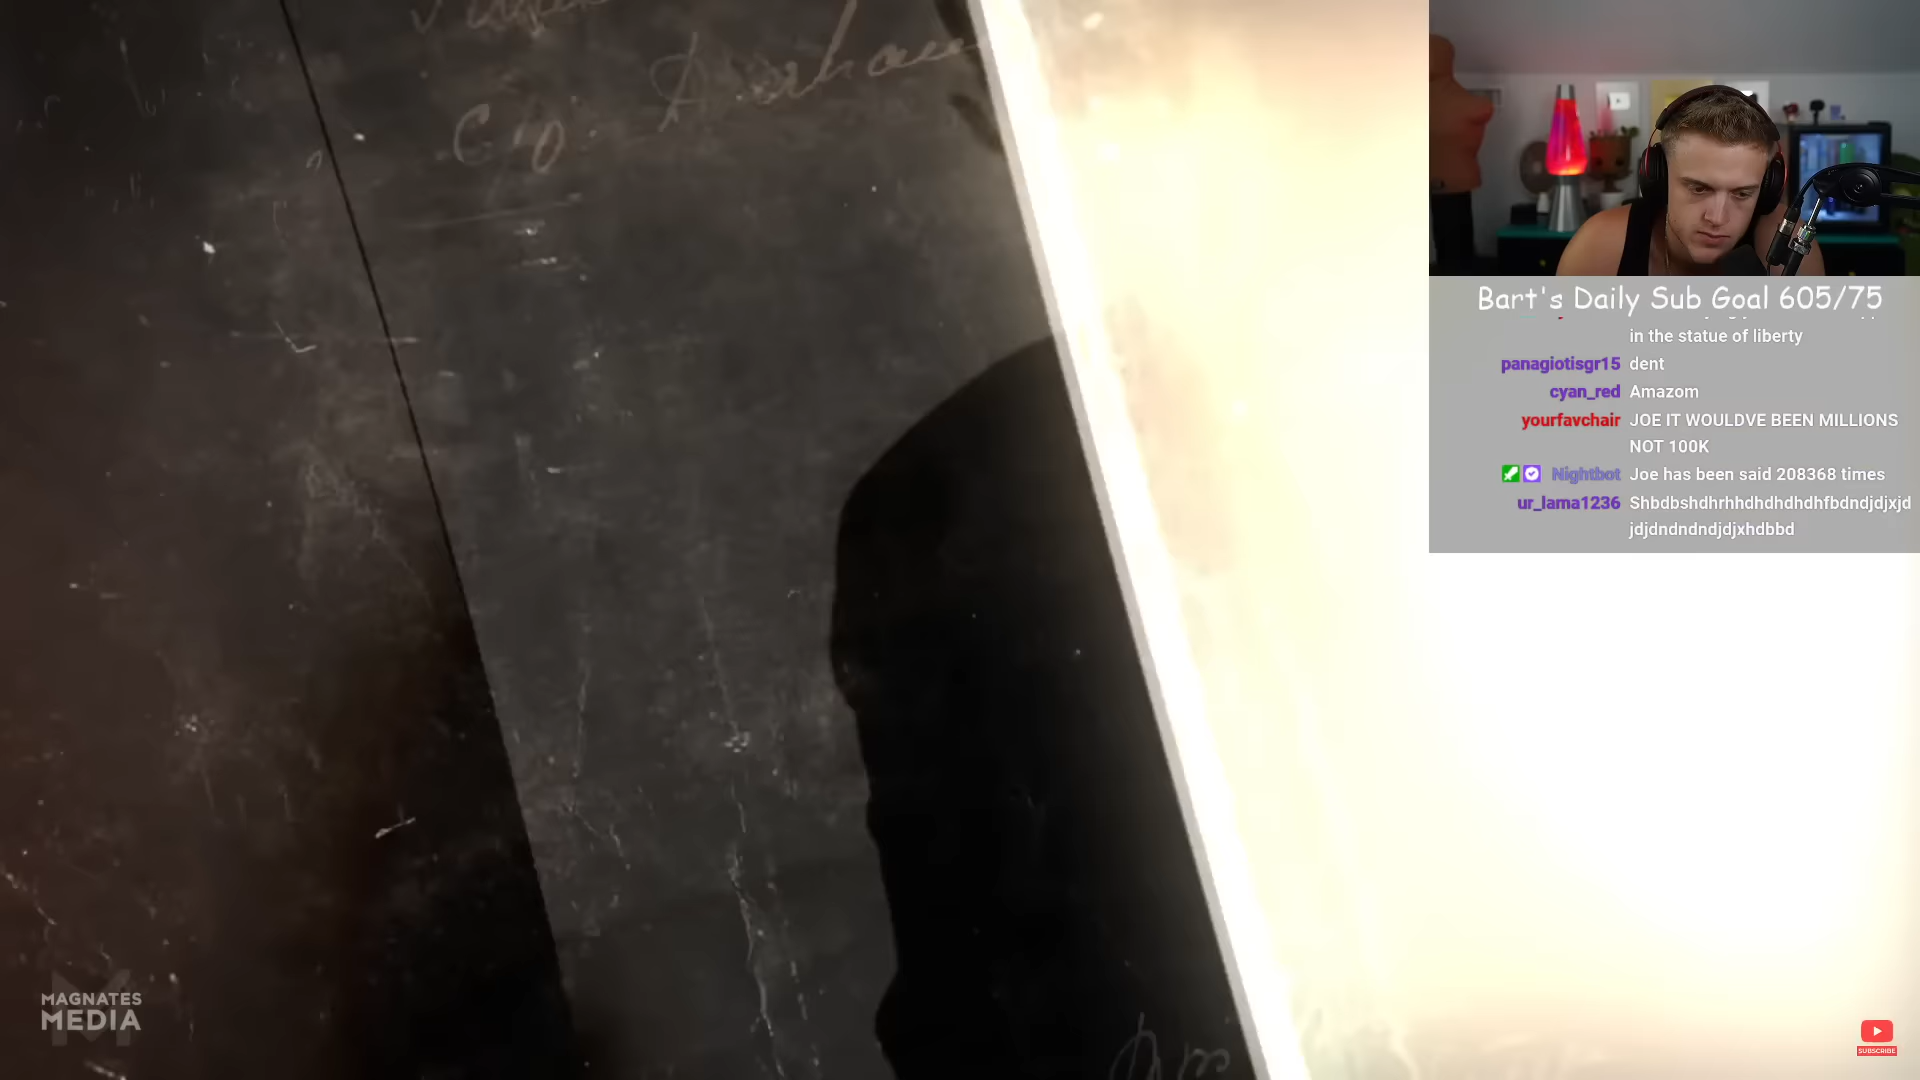 C/O
Bart's Daily Sub Goal 605/75
in the statue of liberty
panagiotisgr15 dent
cyan_red Amazom
yourfavchair JOE IT WOULDVE BEEN MILLIONS
NOT 100K
Nightbot Joe has been said 208368 times
ur_lama1236 Shbdbshdhrhhdhdhdhdhfbdndjdjxjd
jdjdndndndjdjxhdbbd
MAGNATES
MEDIA
SUBSCRIBE